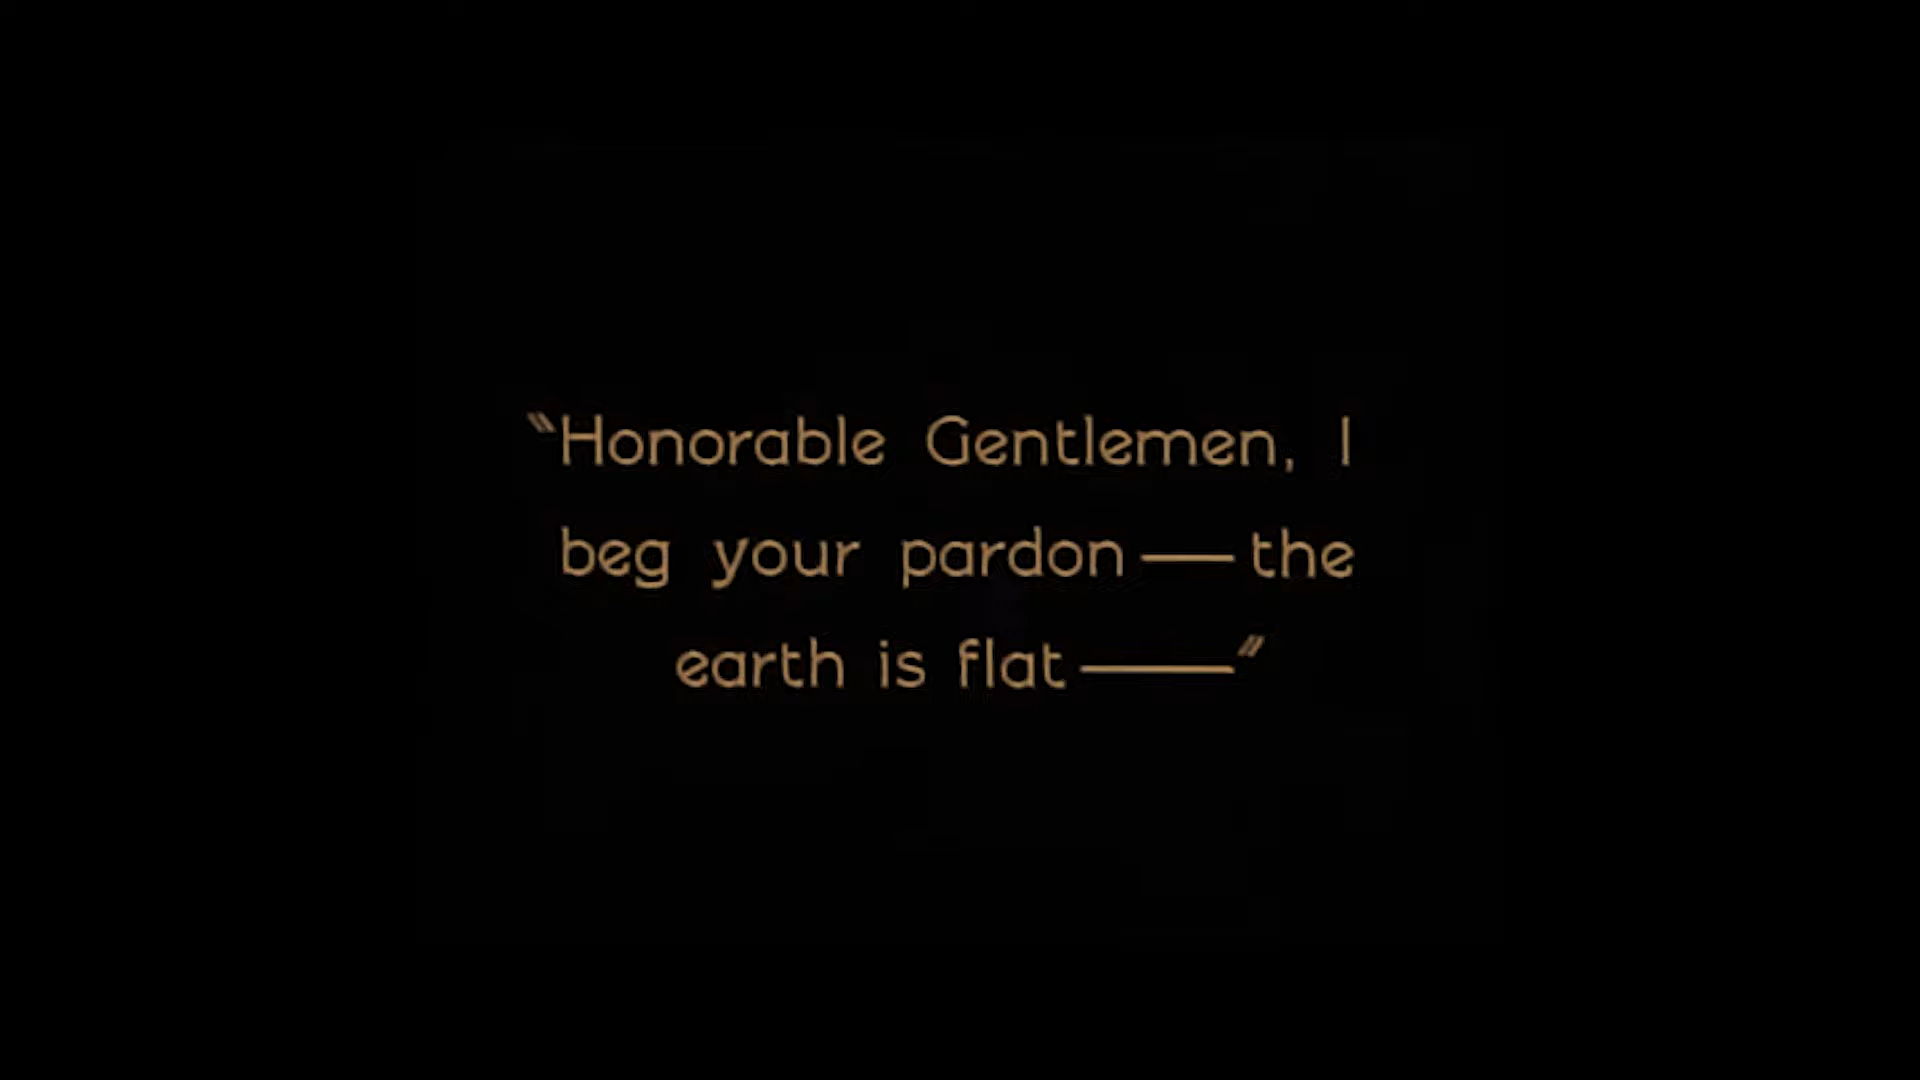 "Honorable Gentlemen, I
beg your pardon — the
earth is flat ——"